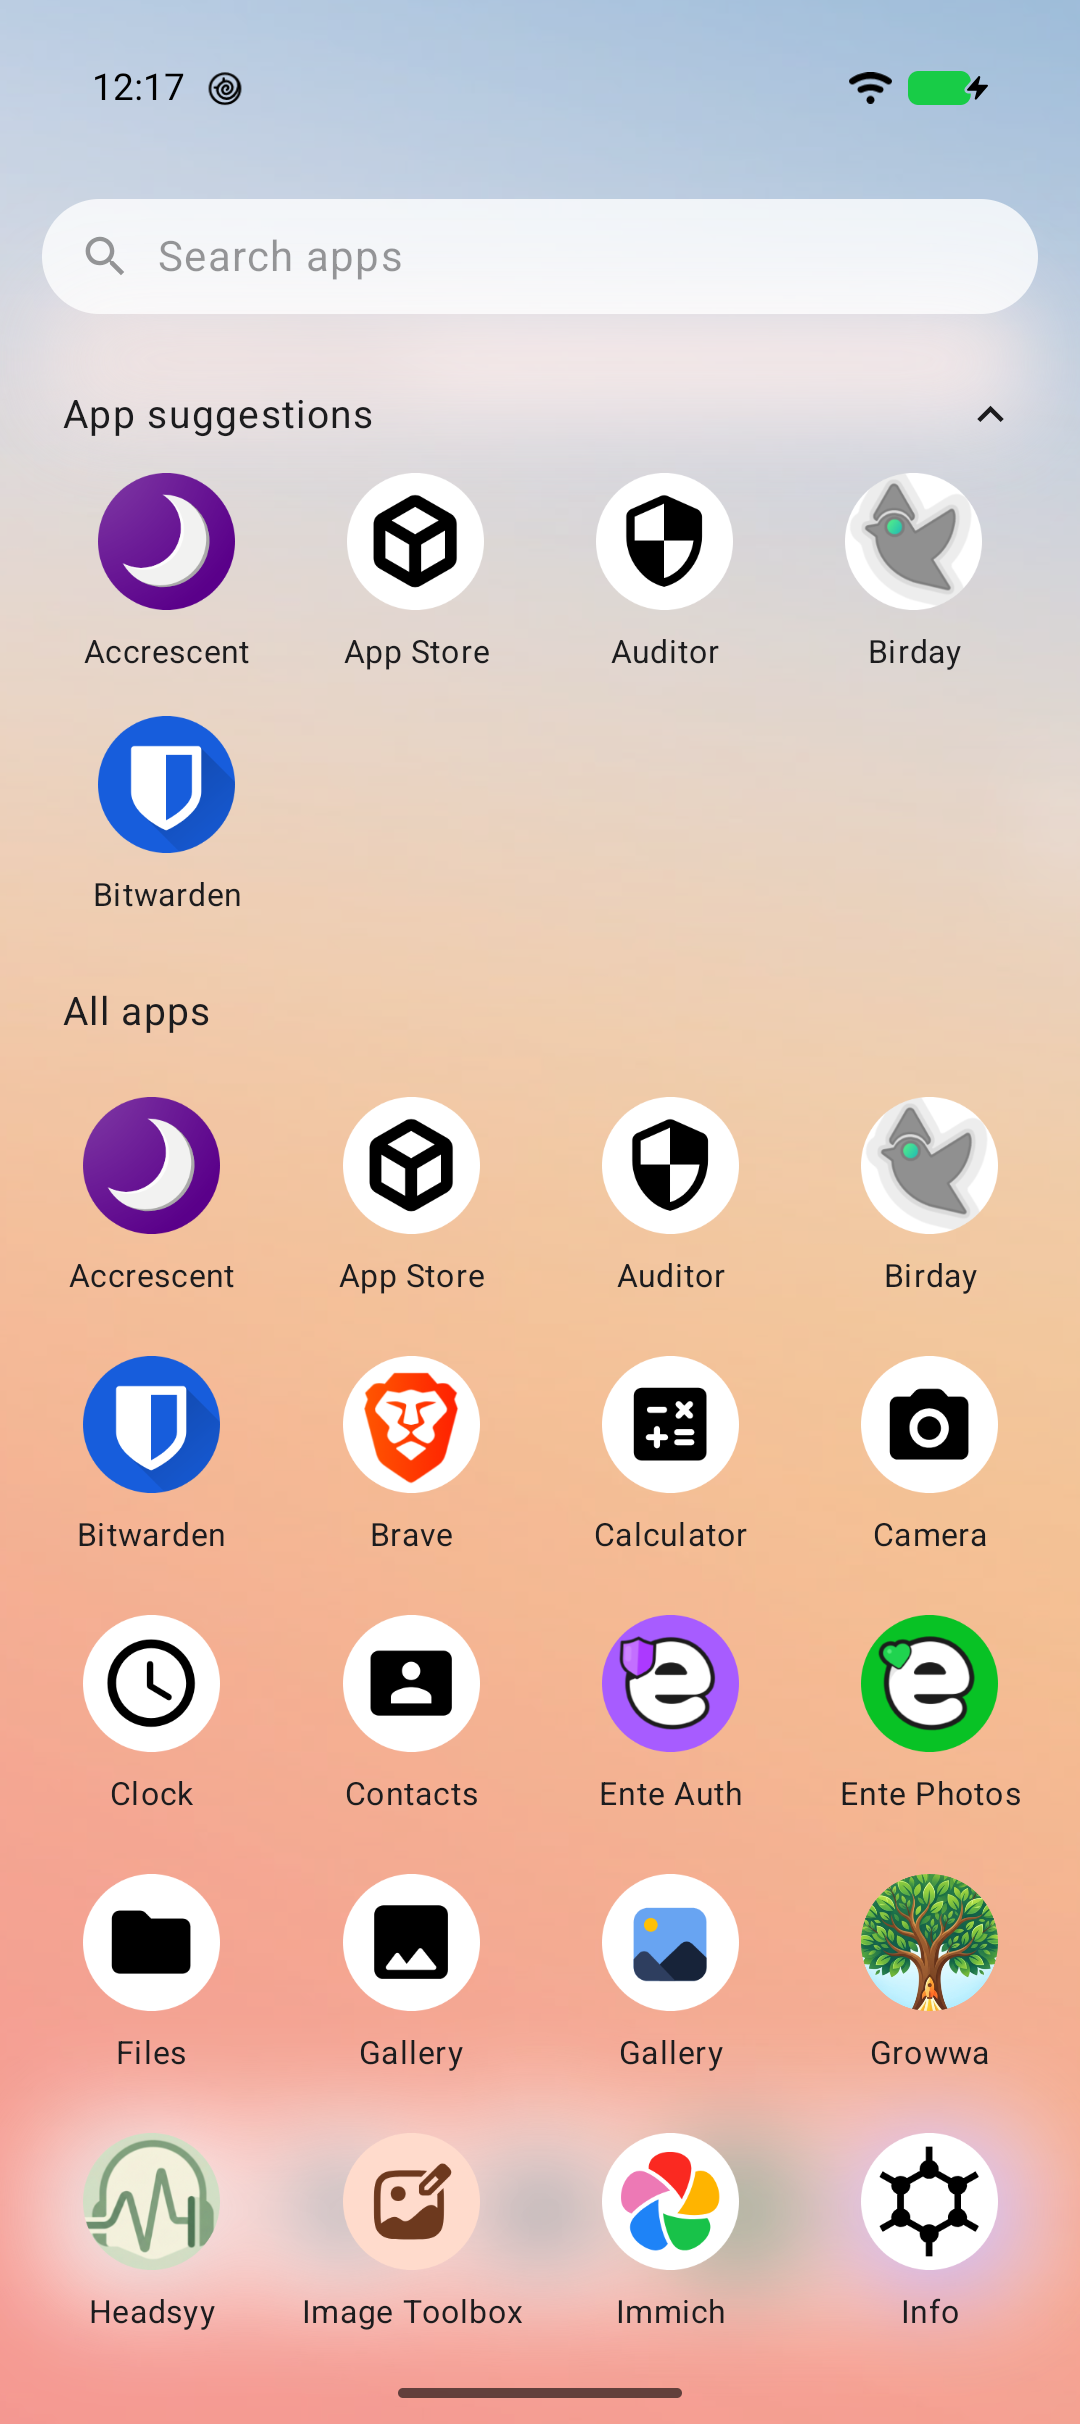 12:17
Search apps
App suggestions
Accrescent App Store Auditor Birday
Bitwarden
All apps
Accrescent App Store Auditor Birday
Bitwarden Brave Calculator Camera
Clock Contacts Ente Auth Ente Photos
Files Gallery Gallery Growwa
Headsyy Image Toolbox Immich Info